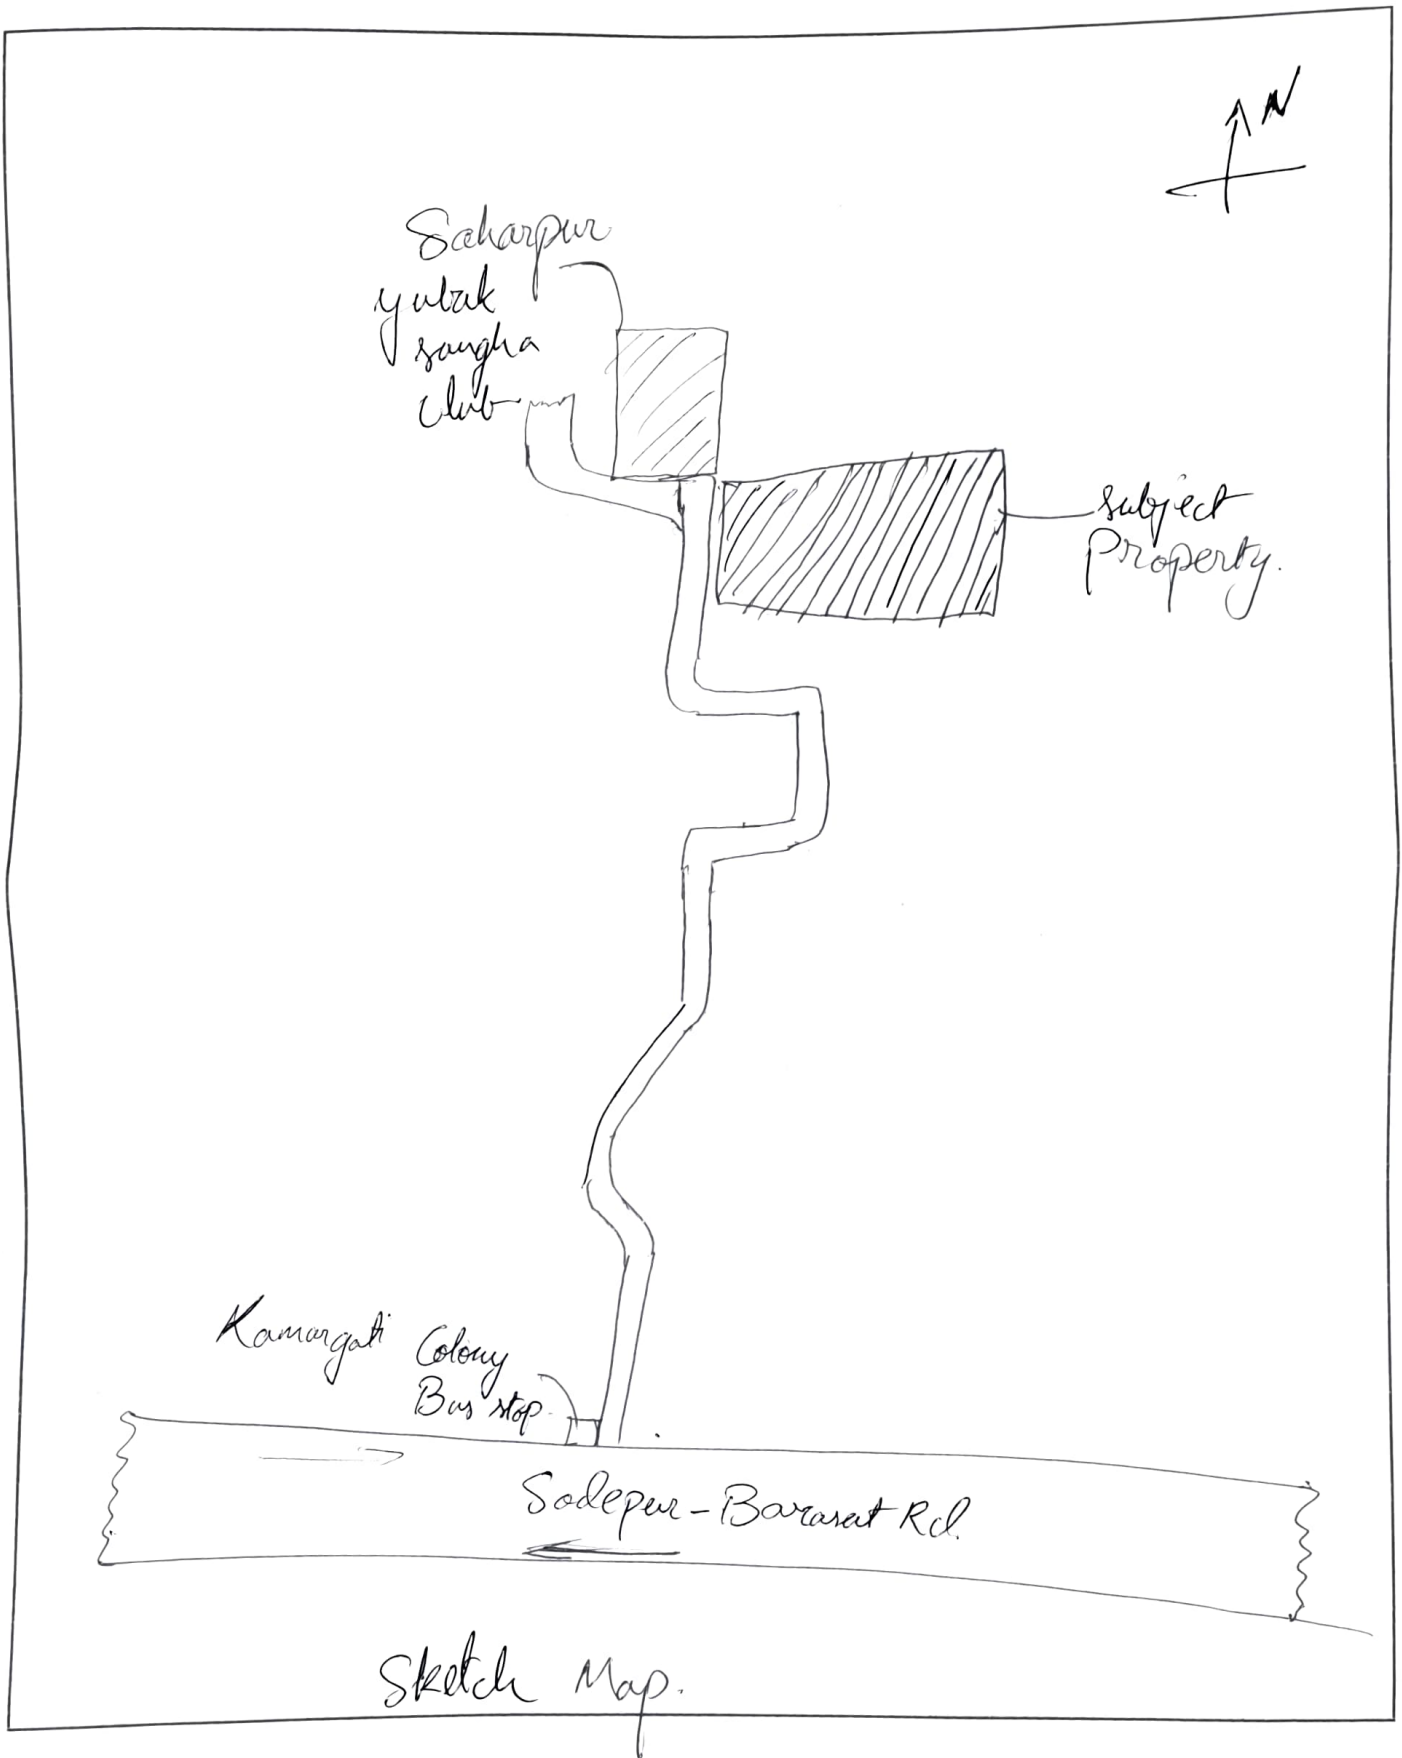 N
Saharpur
yubak
sangha
club
subject
Property.
Kamargati Colony
Bus stop
Sodepur-Barasat Rd.
Sketch Map.